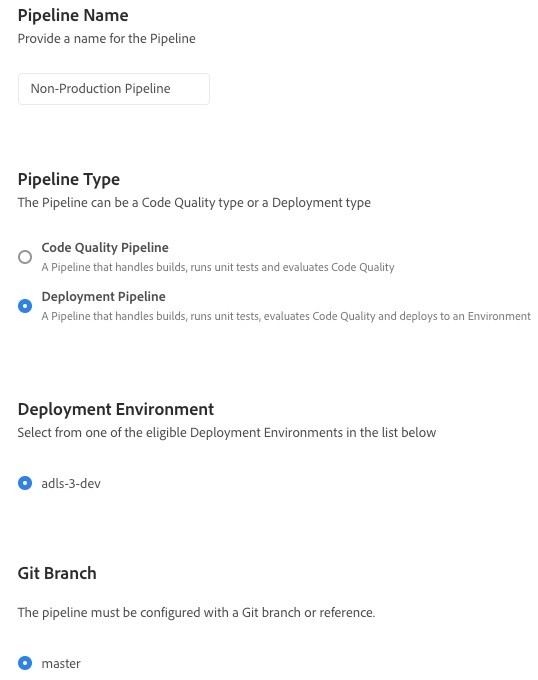 Pipeline Name
Provide a name for the Pipeline
Non-Production Pipeline
Pipeline Type
The Pipeline can be a Code Quality type or a Deployment type
Code Quality Pipeline
A Pipeline that handles builds, runs unit tests and evaluates Code Quality
Deployment Pipeline
A Pipeline that handles builds, runs unit tests, evaluates Code Quality and deploys to an Environment
Deployment Environment
Select from one of the eligible Deployment Environments in the list below
adls-3-dev
Git Branch
The pipeline must be configured with a Git branch or reference.
master